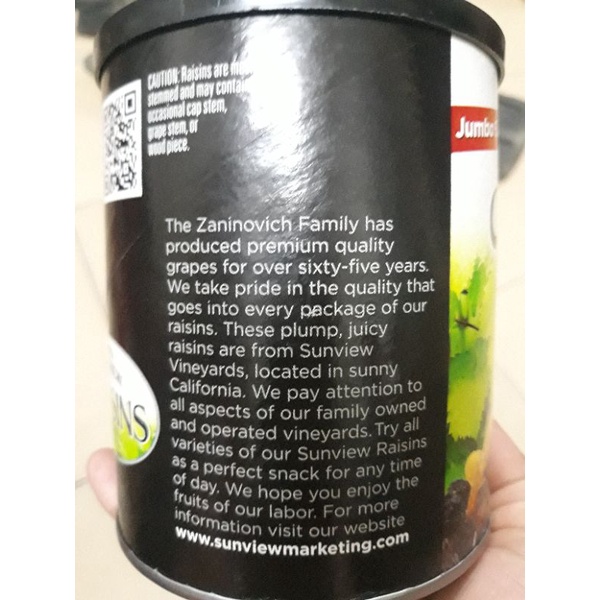 CAUTION: Raisins are
stemmed and may contain
occasional cap stem,
grape stem, or
wood piece.
Jumbo
The Zaninovich Family has
produced premium quality
grapes for over sixty-five years.
We take pride in the quality that
goes into every package of our
raisins. These plump, juicy
raisins are from Sunview
Vineyards, located in sunny
California. We pay attention to
all aspects of our family owned
and operated vineyards. Try all
varieties of our Sunview Raisins
as a perfect snack for any time
of day. We hope you enjoy the
fruits of our labor. For more
information visit our website
www.sunviewmarketing.com